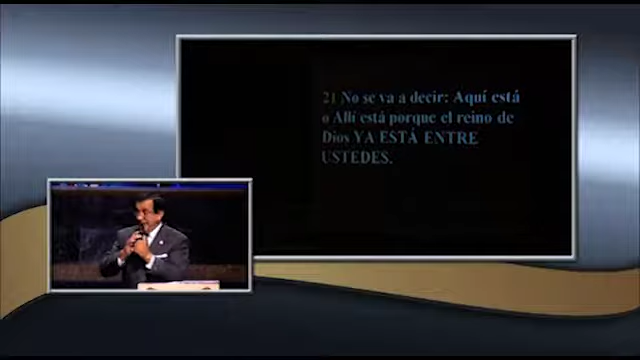 21 No se va a decir: Aquí está
o Allí está porque el reino de
Dios YA ESTÁ ENTRE
USTEDES.